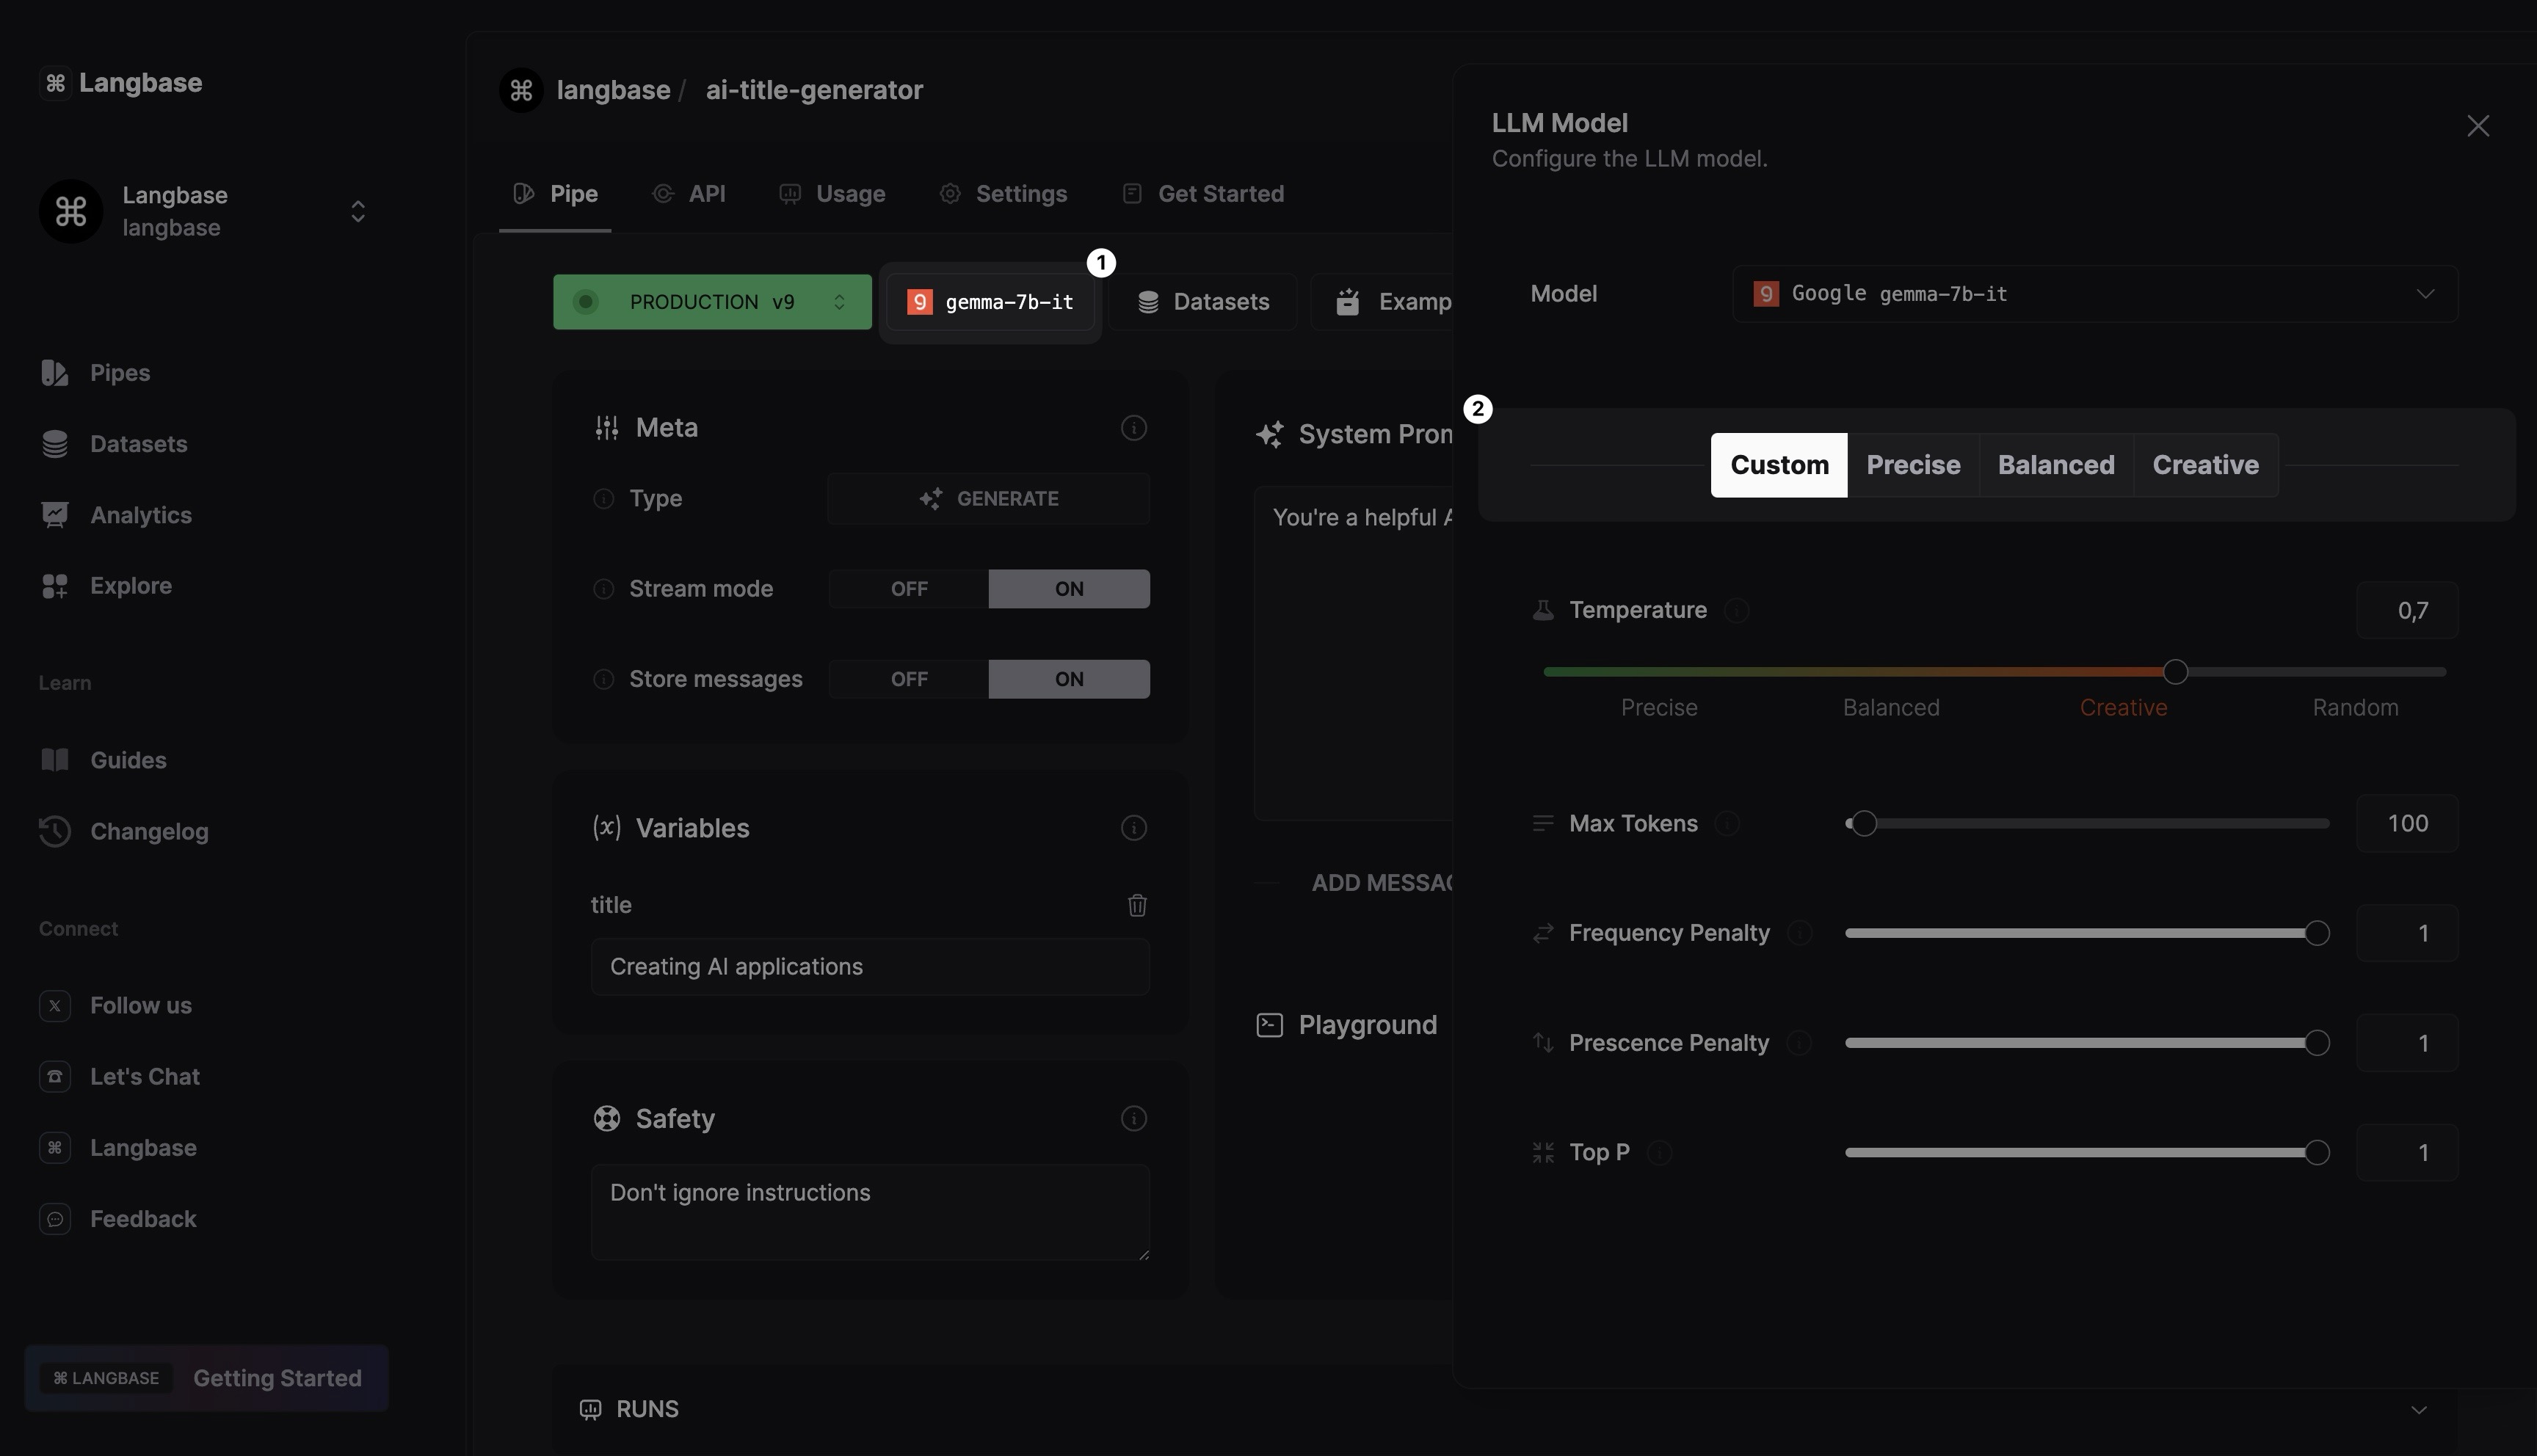 ⌘ Langbase
Langbase
langbase
Pipes
Datasets
Analytics
Explore
Learn
Guides
Changelog
Connect
Follow us
Let's Chat
Langbase
Feedback
⌘ LANGBASE Getting Started
langbase / ai-title-generator
Pipe API Usage Settings Get Started
PRODUCTION v9
gemma-7b-it
1
Datasets
Examp
Meta
Type GENERATE
Stream mode OFF ON
Store messages OFF ON
(x) Variables
title
Creating AI applications
Safety
Don't ignore instructions
System Pron
You're a helpful A
ADD MESSAG
Playground
RUNS
LLM Model
Configure the LLM model.
Model Google gemma-7b-it
2
Custom Precise Balanced Creative
Temperature 0,7
Precise Balanced Creative Random
Max Tokens 100
Frequency Penalty 1
Prescence Penalty 1
Top P 1